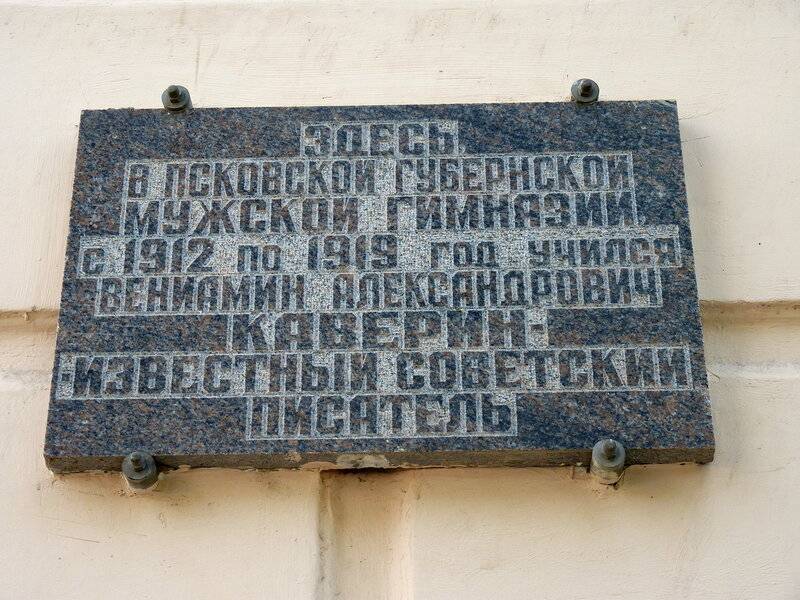 ЗДЕСЬ,
В ПСКОВСКОЙ ГУБЕРНСКОЙ
МУЖСКОЙ ГИМНАЗИИ,
С 1912 ПО 1919 ГОД УЧИЛСЯ
ВЕНИАМИН АЛЕКСАНДРОВИЧ
КАВЕРИН-
ИЗВЕСТНЫЙ СОВЕТСКИЙ
ПИСАТЕЛЬ